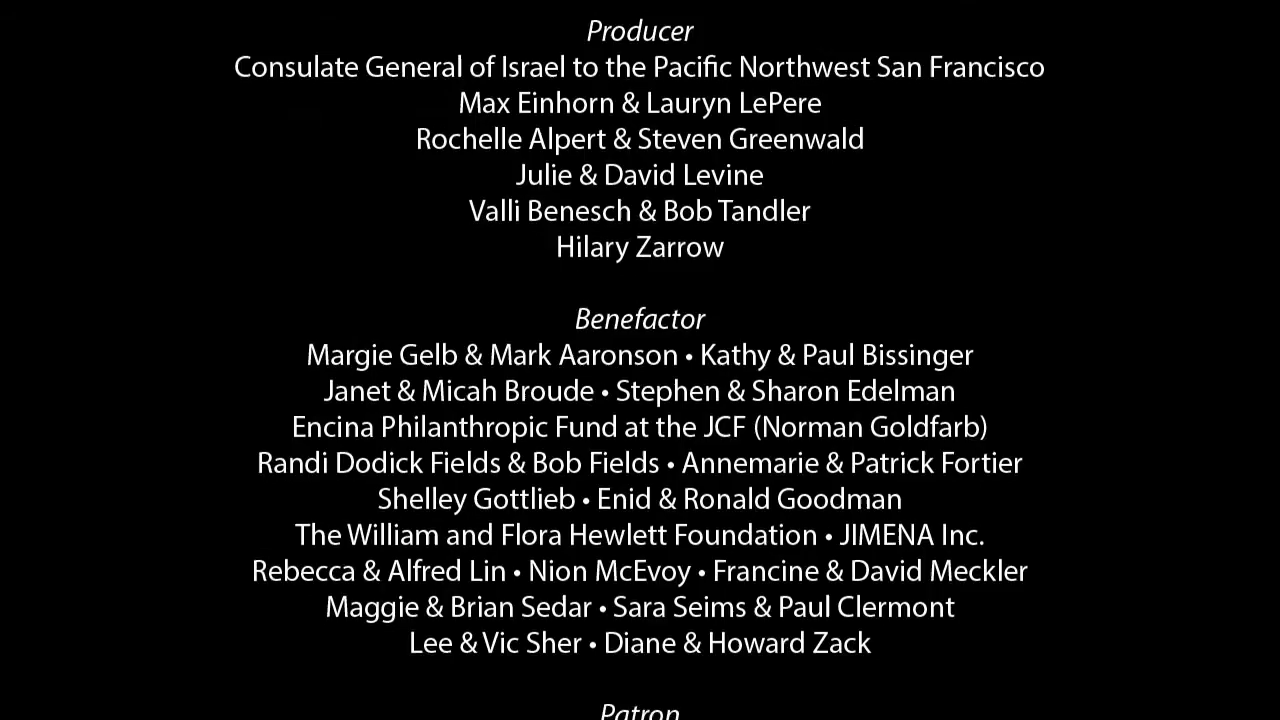 Producer
Consulate General of Israel to the Pacific Northwest San Francisco
Max Einhorn & Lauryn LePere
Rochelle Alpert & Steven Greenwald
Julie & David Levine
Valli Benesch & Bob Tandler
Hilary Zarrow
Benefactor
Margie Gelb & Mark Aaronson • Kathy & Paul Bissinger
Janet & Micah Broude • Stephen & Sharon Edelman
Encina Philanthropic Fund at the JCF (Norman Goldfarb)
Randi Dodick Fields & Bob Fields • Annemarie & Patrick Fortier
Shelley Gottlieb • Enid & Ronald Goodman
The William and Flora Hewlett Foundation • JIMENA Inc.
Rebecca & Alfred Lin • Nion McEvoy • Francine & David Meckler
Maggie & Brian Sedar • Sara Seims & Paul Clermont
Lee & Vic Sher • Diane & Howard Zack
Patron